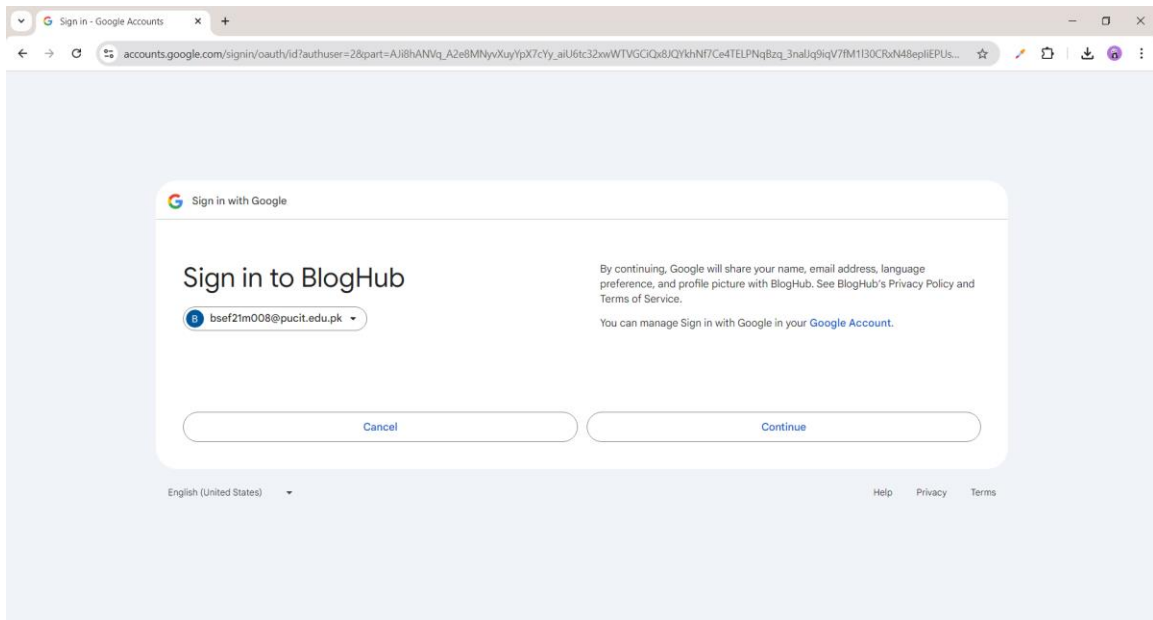 Sign in - Google Accounts
accounts.google.com/signin/oauth/id?authuser=2&part=
Sign in with Google
Sign in to BlogHub
B bsef21m008@pucit.edu.pk
By continuing, Google will share your name, email address, language
preference, and profile picture with BlogHub. See BlogHub's Privacy Policy and
Terms of Service.
You can manage Sign in with Google in your Google Account.
Cancel
Continue
English (United States)
Help
Privacy
Terms